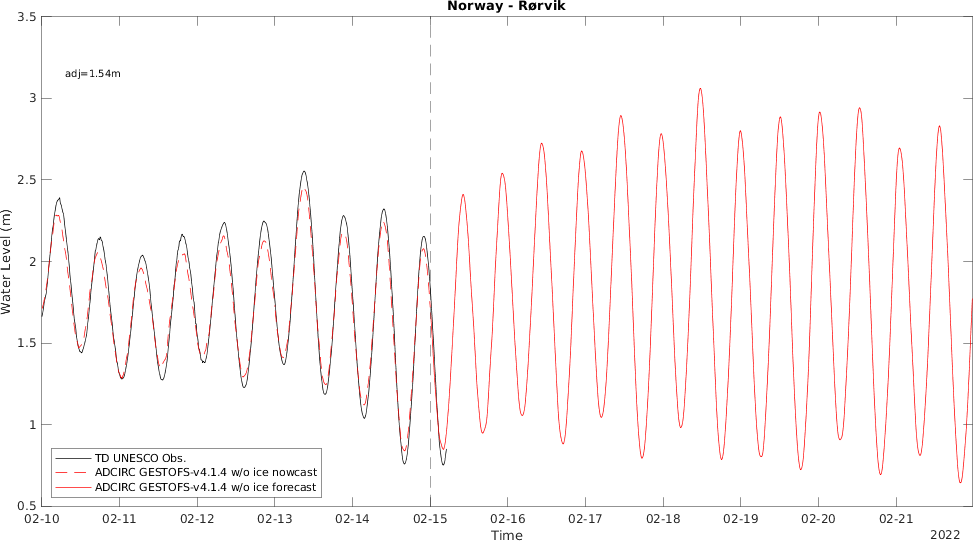 Norway - Rørvik
3.5
adj=1.54m
3
2.5
2
1.5
1
0.5
Water Level (m)
TD UNESCO Obs.
ADCIRC GESTOFS-v4.1.4 w/o ice nowcast
ADCIRC GESTOFS-v4.1.4 w/o ice forecast
02-10 02-11 02-12 02-13 02-14 02-15 02-16 02-17 02-18 02-19 02-20 02-21
Time
2022